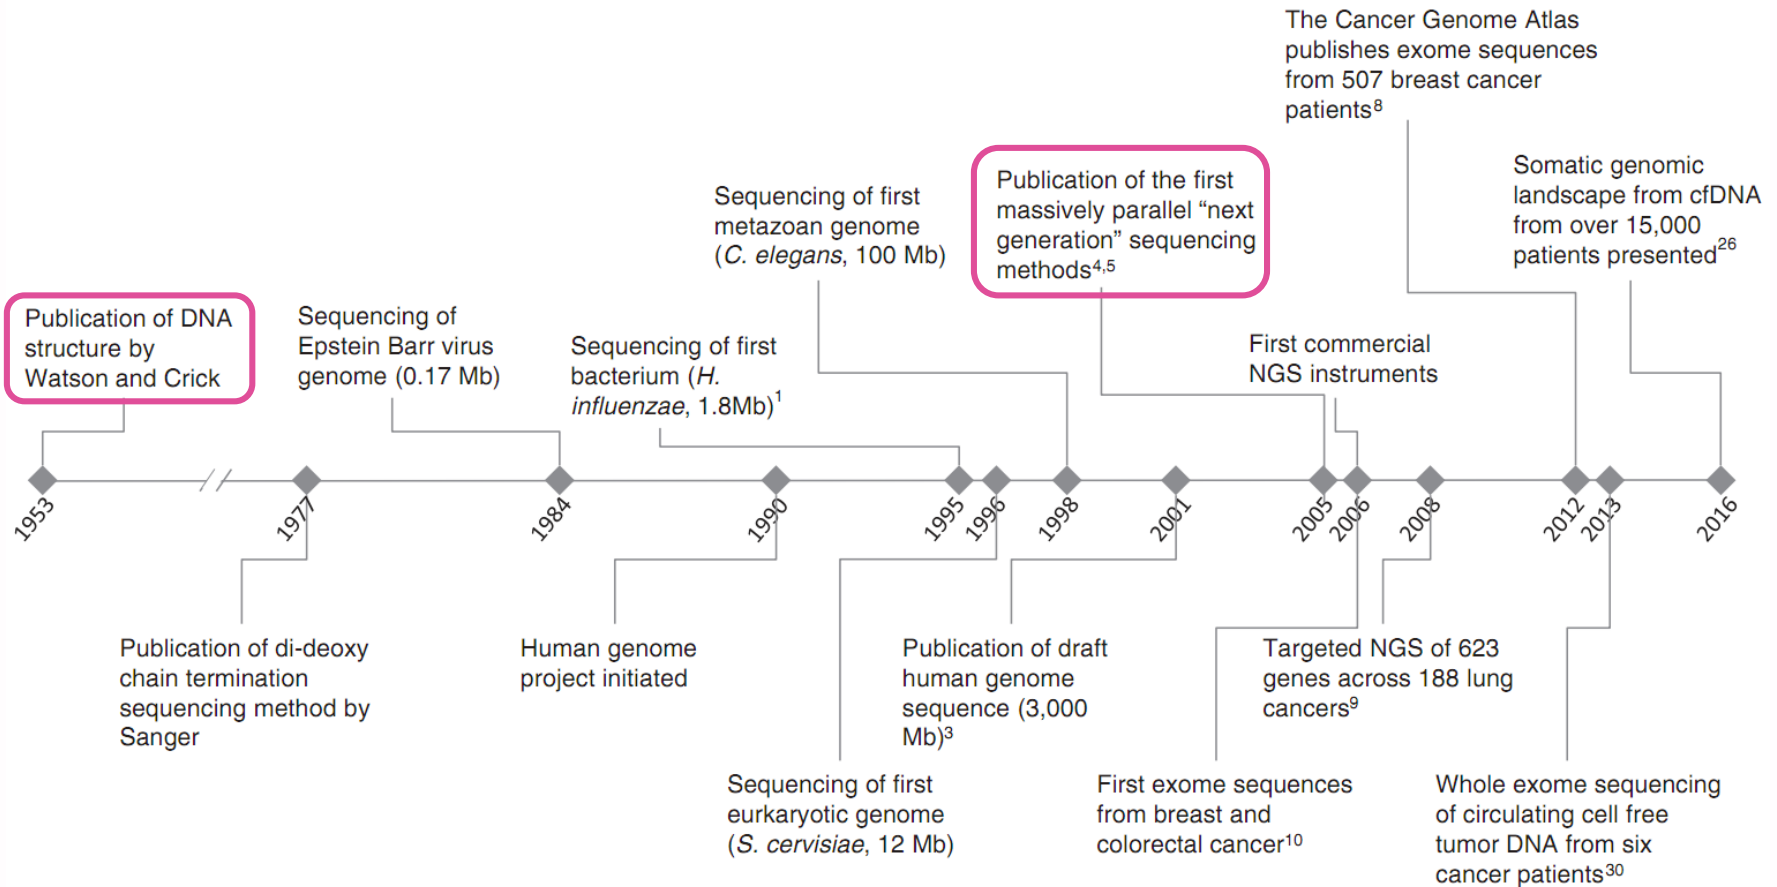 The Cancer Genome Atlas
publishes exome sequences
from 507 breast cancer
patients8
Somatic genomic
landscape from cfDNA
from over 15,000
patients presented26
Publication of the first
massively parallel “next
generation” sequencing
methods4,5
Sequencing of first
metazoan genome
(C. elegans, 100 Mb)
Publication of DNA
structure by
Watson and Crick
Sequencing of
Epstein Barr virus
genome (0.17 Mb)
Sequencing of first
bacterium (H.
influenzae, 1.8Mb)1
First commercial
NGS instruments
1953
1977
1984
1990
1995
1996
1998
2001
2005
2006
2008
2012
2013
2016
Publication of di-deoxy
chain termination
sequencing method by
Sanger
Human genome
project initiated
Publication of draft
human genome
sequence (3,000
Mb)3
Targeted NGS of 623
genes across 188 lung
cancers9
Sequencing of first
eurkaryotic genome
(S. cervisiae, 12 Mb)
First exome sequences
from breast and
colorectal cancer10
Whole exome sequencing
of circulating cell free
tumor DNA from six
cancer patients30